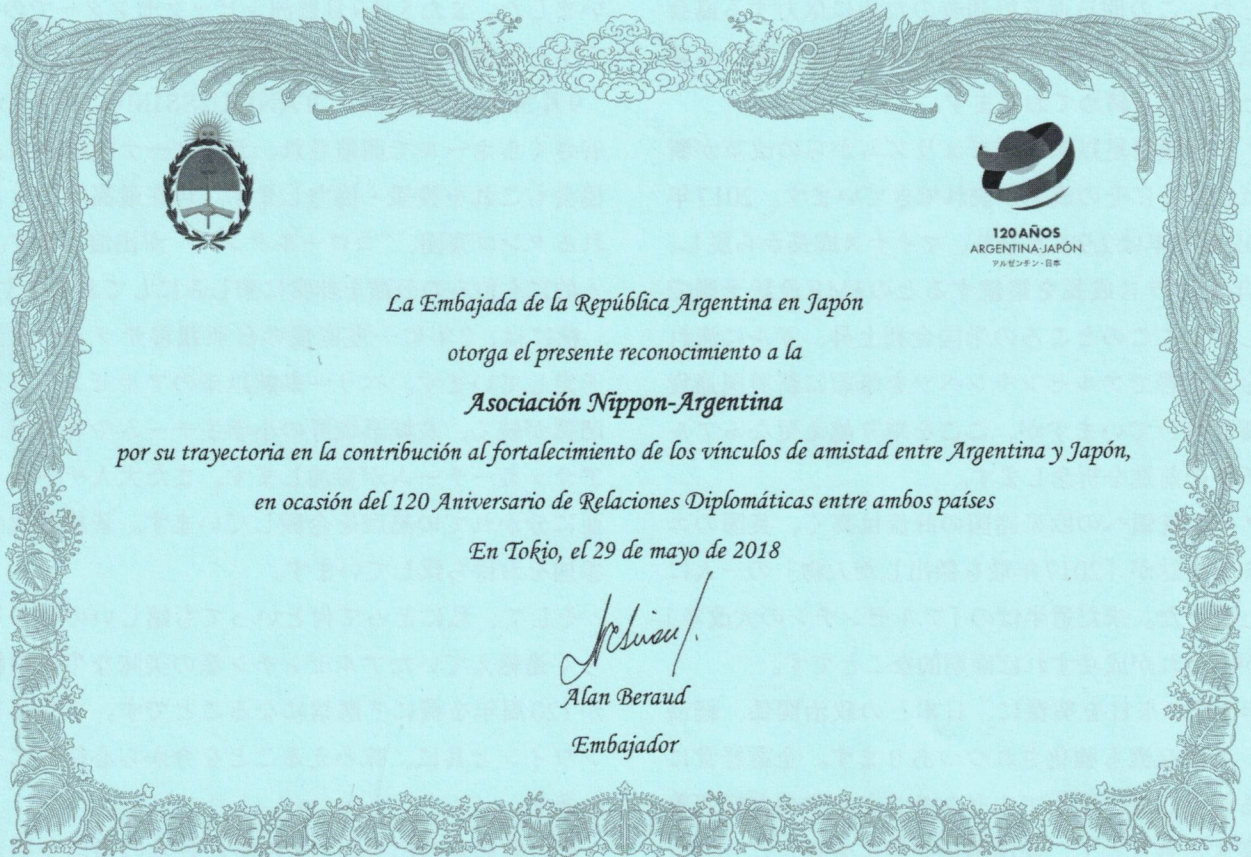 120 AÑOS
ARGENTINA-JAPÓN
アルゼンチン・日本
La Embajada de la República Argentina en Japón
otorga el presente reconocimiento a la
Asociación Nippon-Argentina
por su trayectoria en la contribución al fortalecimiento de los vínculos de amistad entre Argentina y Japón,
en ocasión del 120 Aniversario de Relaciones Diplomáticas entre ambos países
En Tokio, el 29 de mayo de 2018
Alan Beraud
Embajador